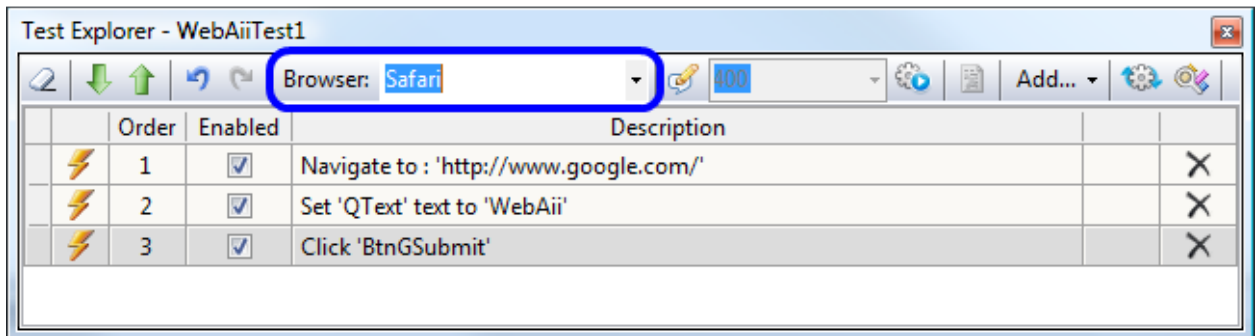 Test Explorer - WebAiiTest1
Browser: Safari 400 Add...
Order Enabled Description
1 Navigate to : 'http://www.google.com/'
2 Set 'QText' text to 'WebAii'
3 Click 'BtnGSubmit'